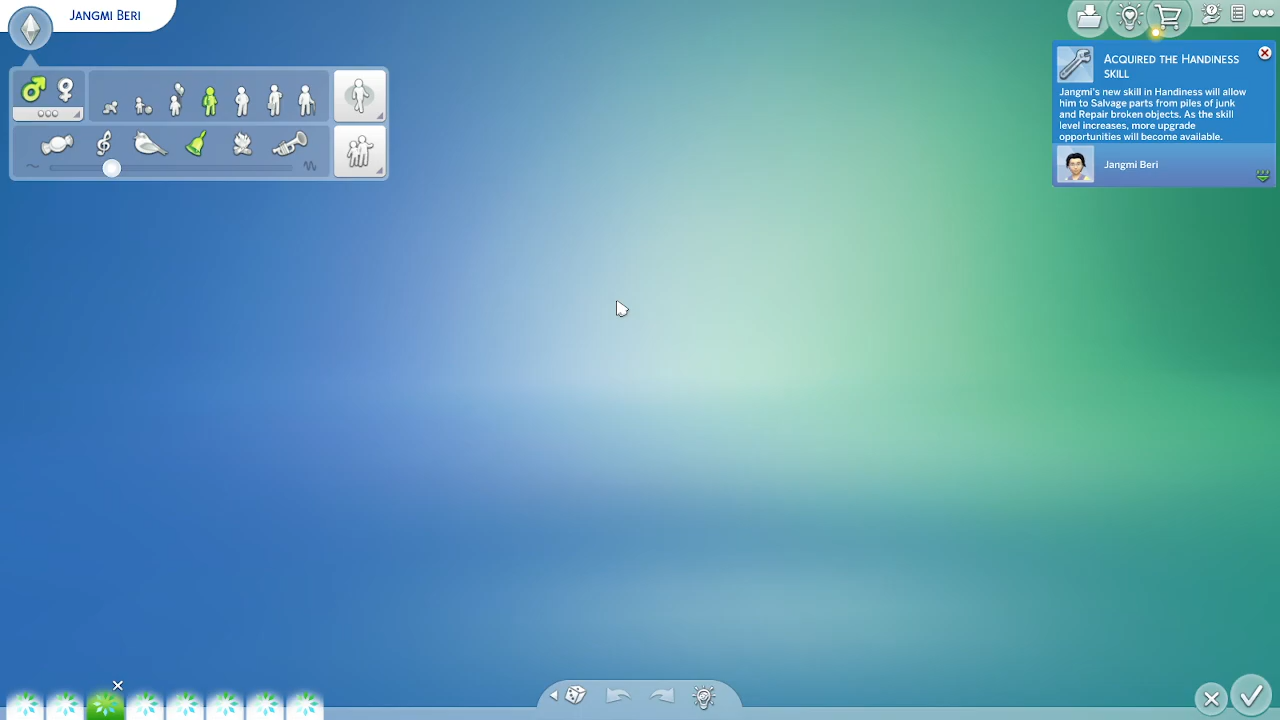 Jangmi Beri
Acquired the Handiness
skill
Jangmi's new skill in Handiness will allow
him to Salvage parts from piles of junk
and Repair broken objects. As the skill
level increases, more upgrade
opportunities will become available.
Jangmi Beri